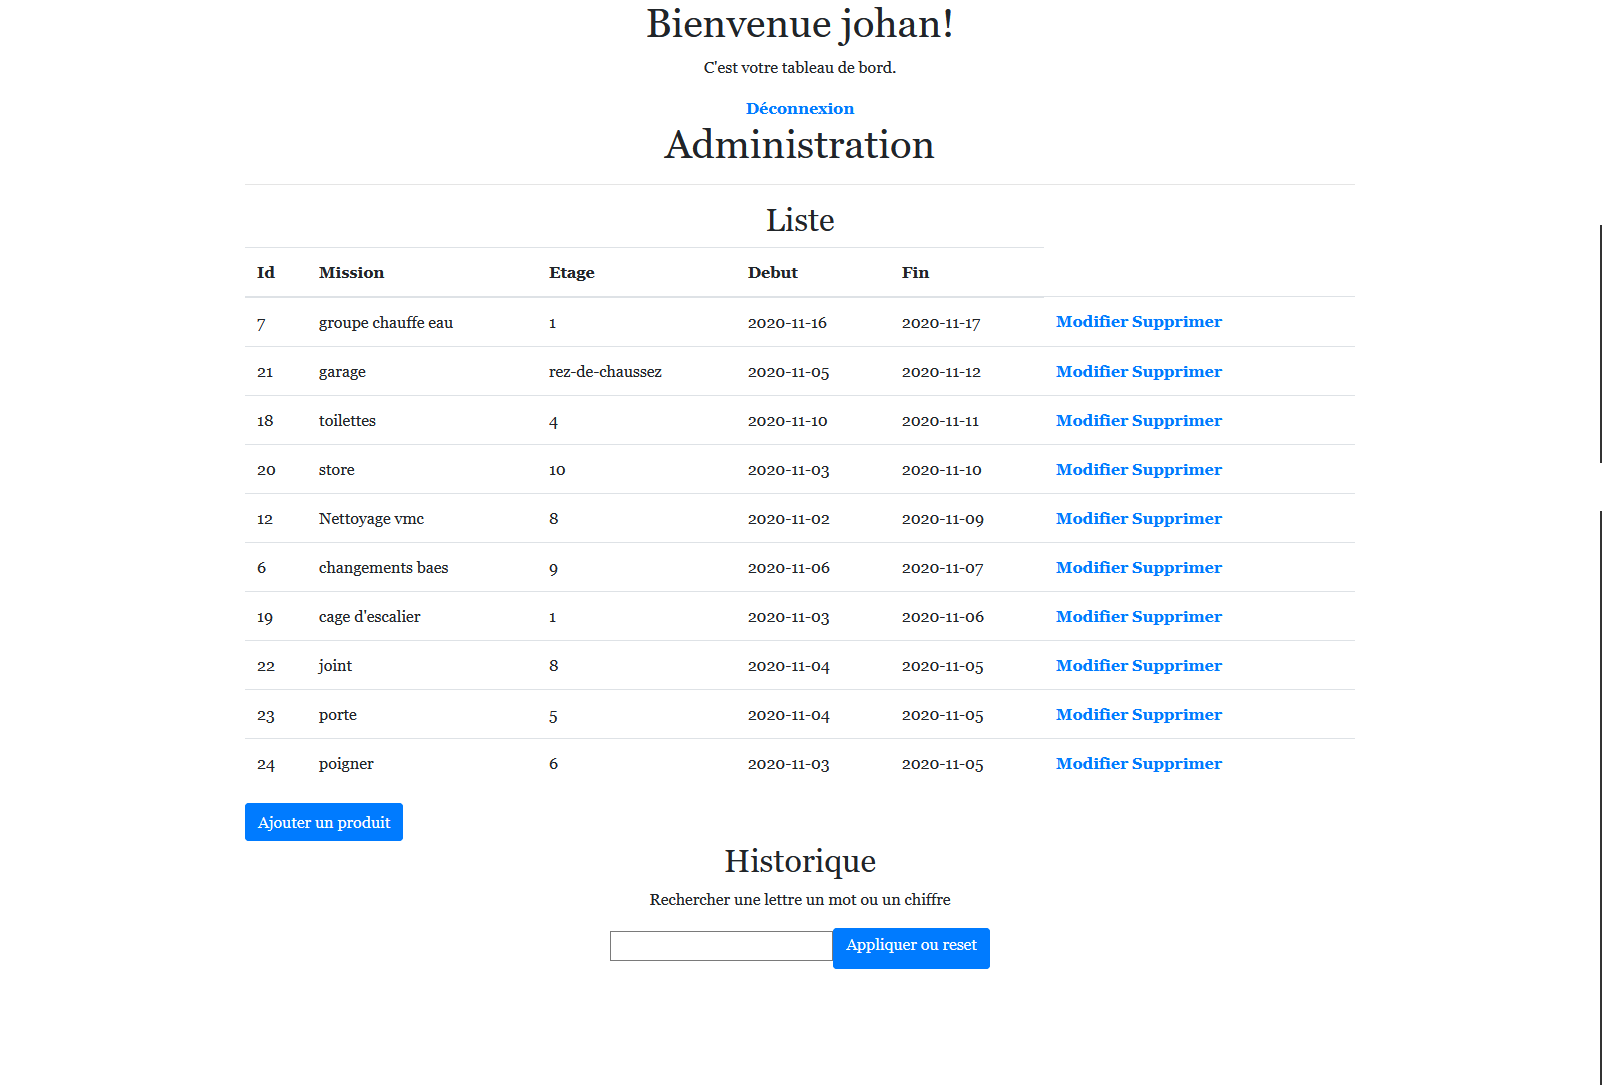 Bienvenue johan!
C'est votre tableau de bord.
Déconnexion
Administration
Liste
Id Mission Etage Debut Fin
7 groupe chauffe eau 1 2020-11-16 2020-11-17 Modifier Supprimer
21 garage rez-de-chaussez 2020-11-05 2020-11-12 Modifier Supprimer
18 toilettes 4 2020-11-10 2020-11-11 Modifier Supprimer
20 store 10 2020-11-03 2020-11-10 Modifier Supprimer
12 Nettoyage vmc 8 2020-11-02 2020-11-09 Modifier Supprimer
6 changements baes 9 2020-11-06 2020-11-07 Modifier Supprimer
19 cage d'escalier 1 2020-11-03 2020-11-06 Modifier Supprimer
22 joint 8 2020-11-04 2020-11-05 Modifier Supprimer
23 porte 5 2020-11-04 2020-11-05 Modifier Supprimer
24 poigner 6 2020-11-03 2020-11-05 Modifier Supprimer
Ajouter un produit
Historique
Rechercher une lettre un mot ou un chiffre
Appliquer ou reset